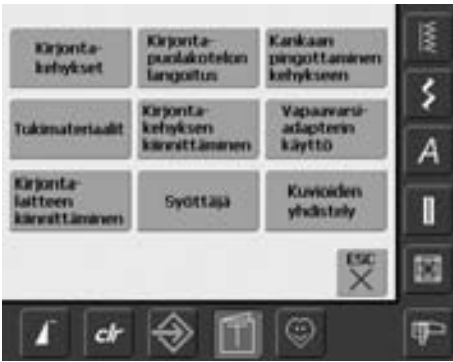 Kirjonta-
kehykset
Kirjonta-
puolakotelon
langoitus
Kankaan
pingottaminen
kehykseen
Tukimateriaalit
Kirjonta-
kehyksen
kiinnittäminen
Vapaavarsi-
adapterin
käyttö
Kirjonta-
laitteen
kiinnittäminen
Syöttäjä
Kuvioiden
yhdistely
ESC
A
clr